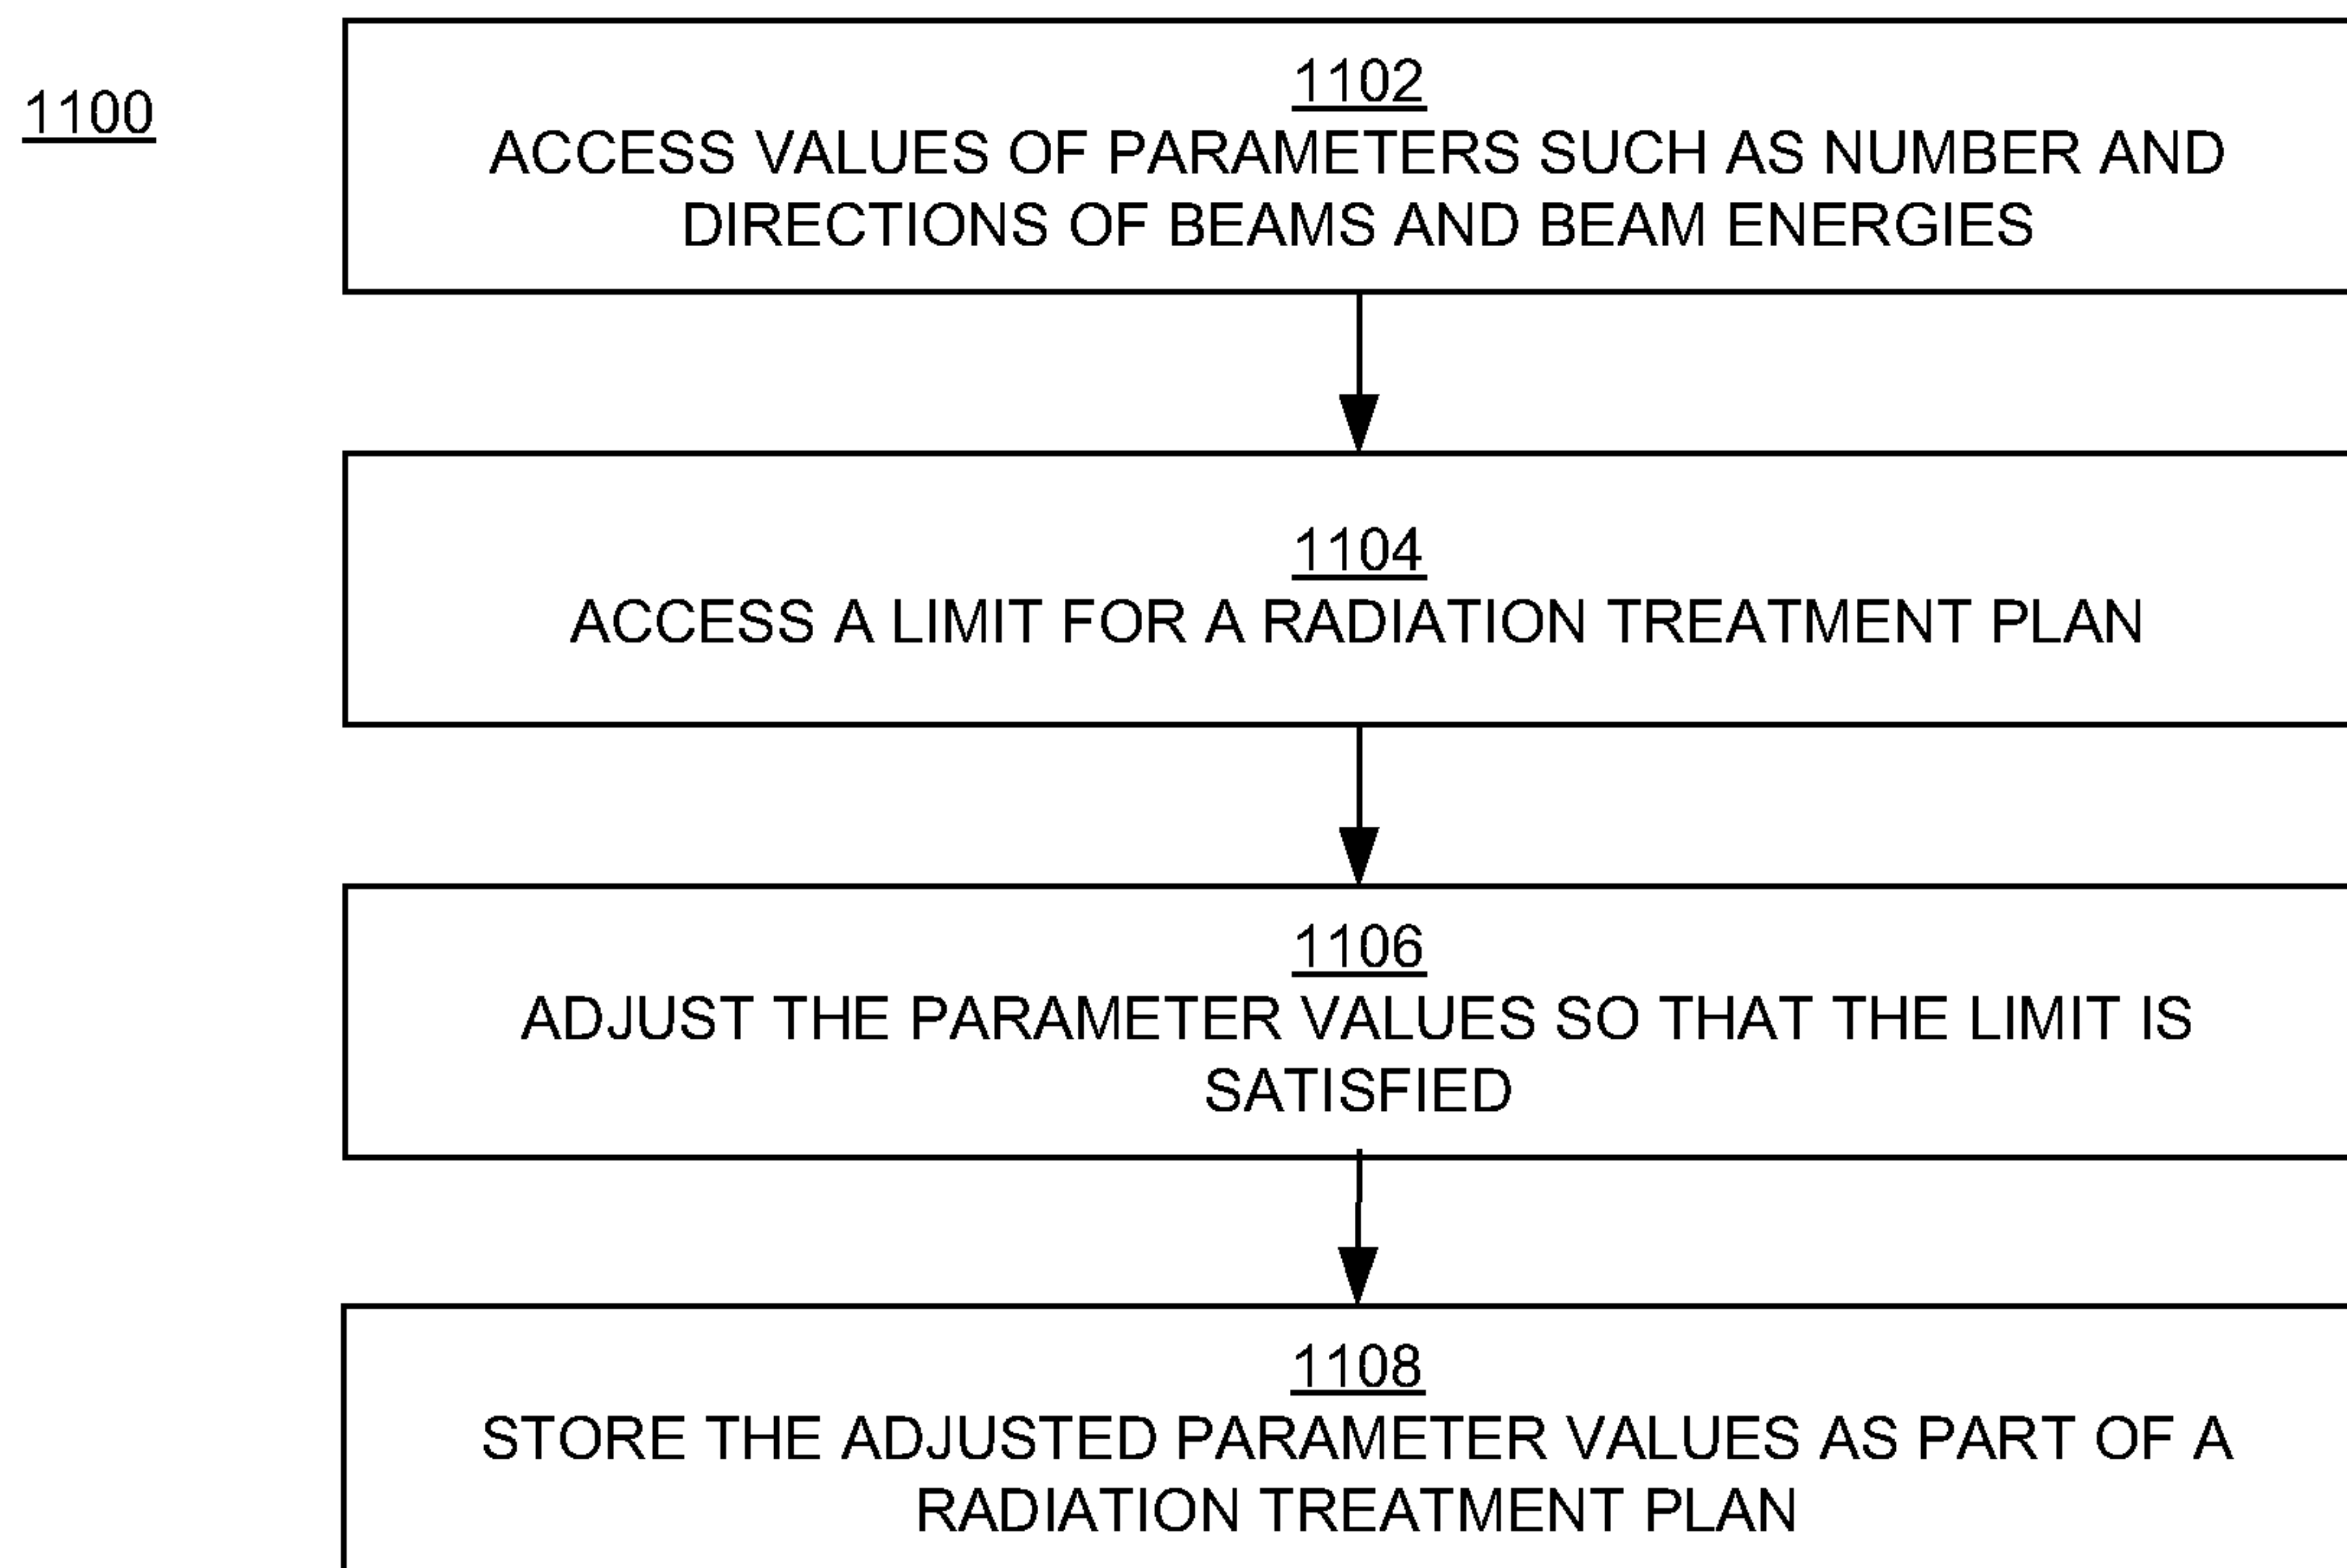 1100
1102
ACCESS VALUES OF PARAMETERS SUCH AS NUMBER AND
DIRECTIONS OF BEAMS AND BEAM ENERGIES
1104
ACCESS A LIMIT FOR A RADIATION TREATMENT PLAN
1106
ADJUST THE PARAMETER VALUES SO THAT THE LIMIT IS
SATISFIED
1108
STORE THE ADJUSTED PARAMETER VALUES AS PART OF A
RADIATION TREATMENT PLAN